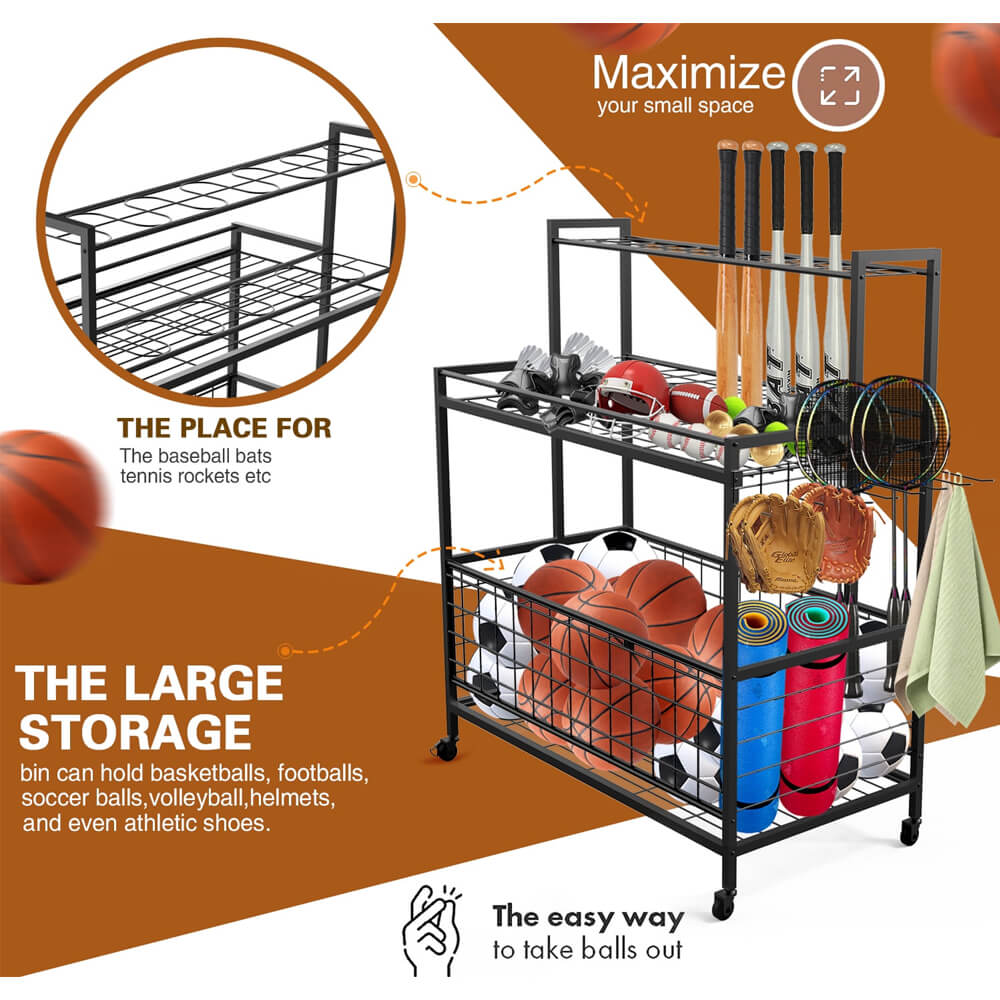 Maximize
your small space
THE PLACE FOR
The baseball bats
tennis rockets etc
THE LARGE
STORAGE
bin can hold basketballs, footballs,
soccer balls,volleyball,helmets,
and even athletic shoes.
The easy way
to take balls out